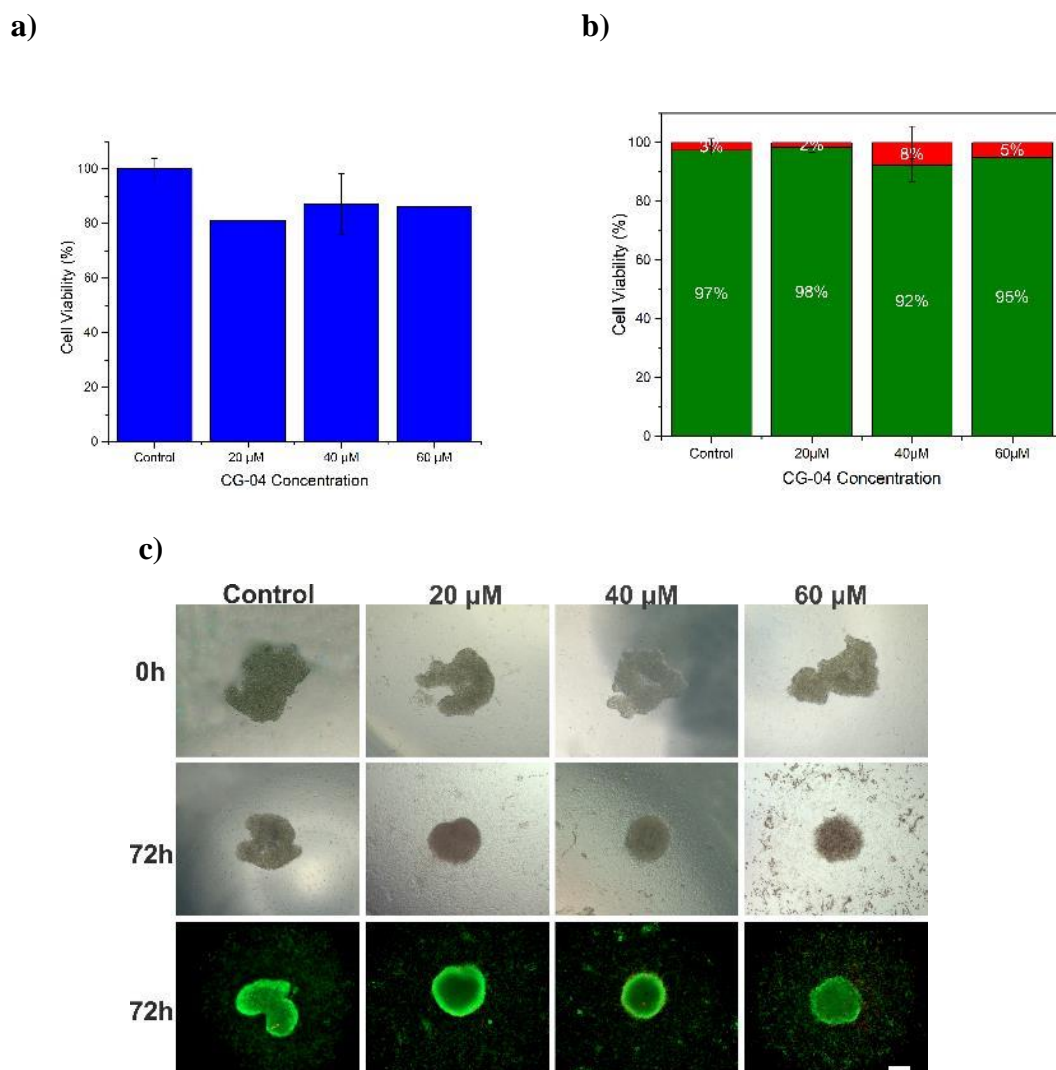 a)
b)
Cell Viability (%)
100
80
60
40
20
0
Control 20 μM 40 μM 60 μM
CG-04 Concentration
Cell Viability (%)
100
80
60
40
20
0
3% 2% 8% 5%
97% 98% 92% 95%
Control 20μM 40μM 60μM
CG-04 Concentration
c)
Control 20 μM 40 μM 60 μM
0h
72h
72h